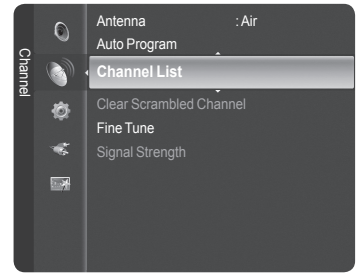 Channel
Antenna : Air
Auto Program
Channel List
Clear Scrambled Channel
Fine Tune
Signal Strength